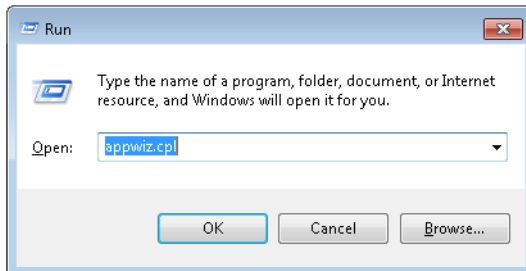 Run
Type the name of a program, folder, document, or Internet
resource, and Windows will open it for you.
Open: appwiz.cpl
OK Cancel Browse...